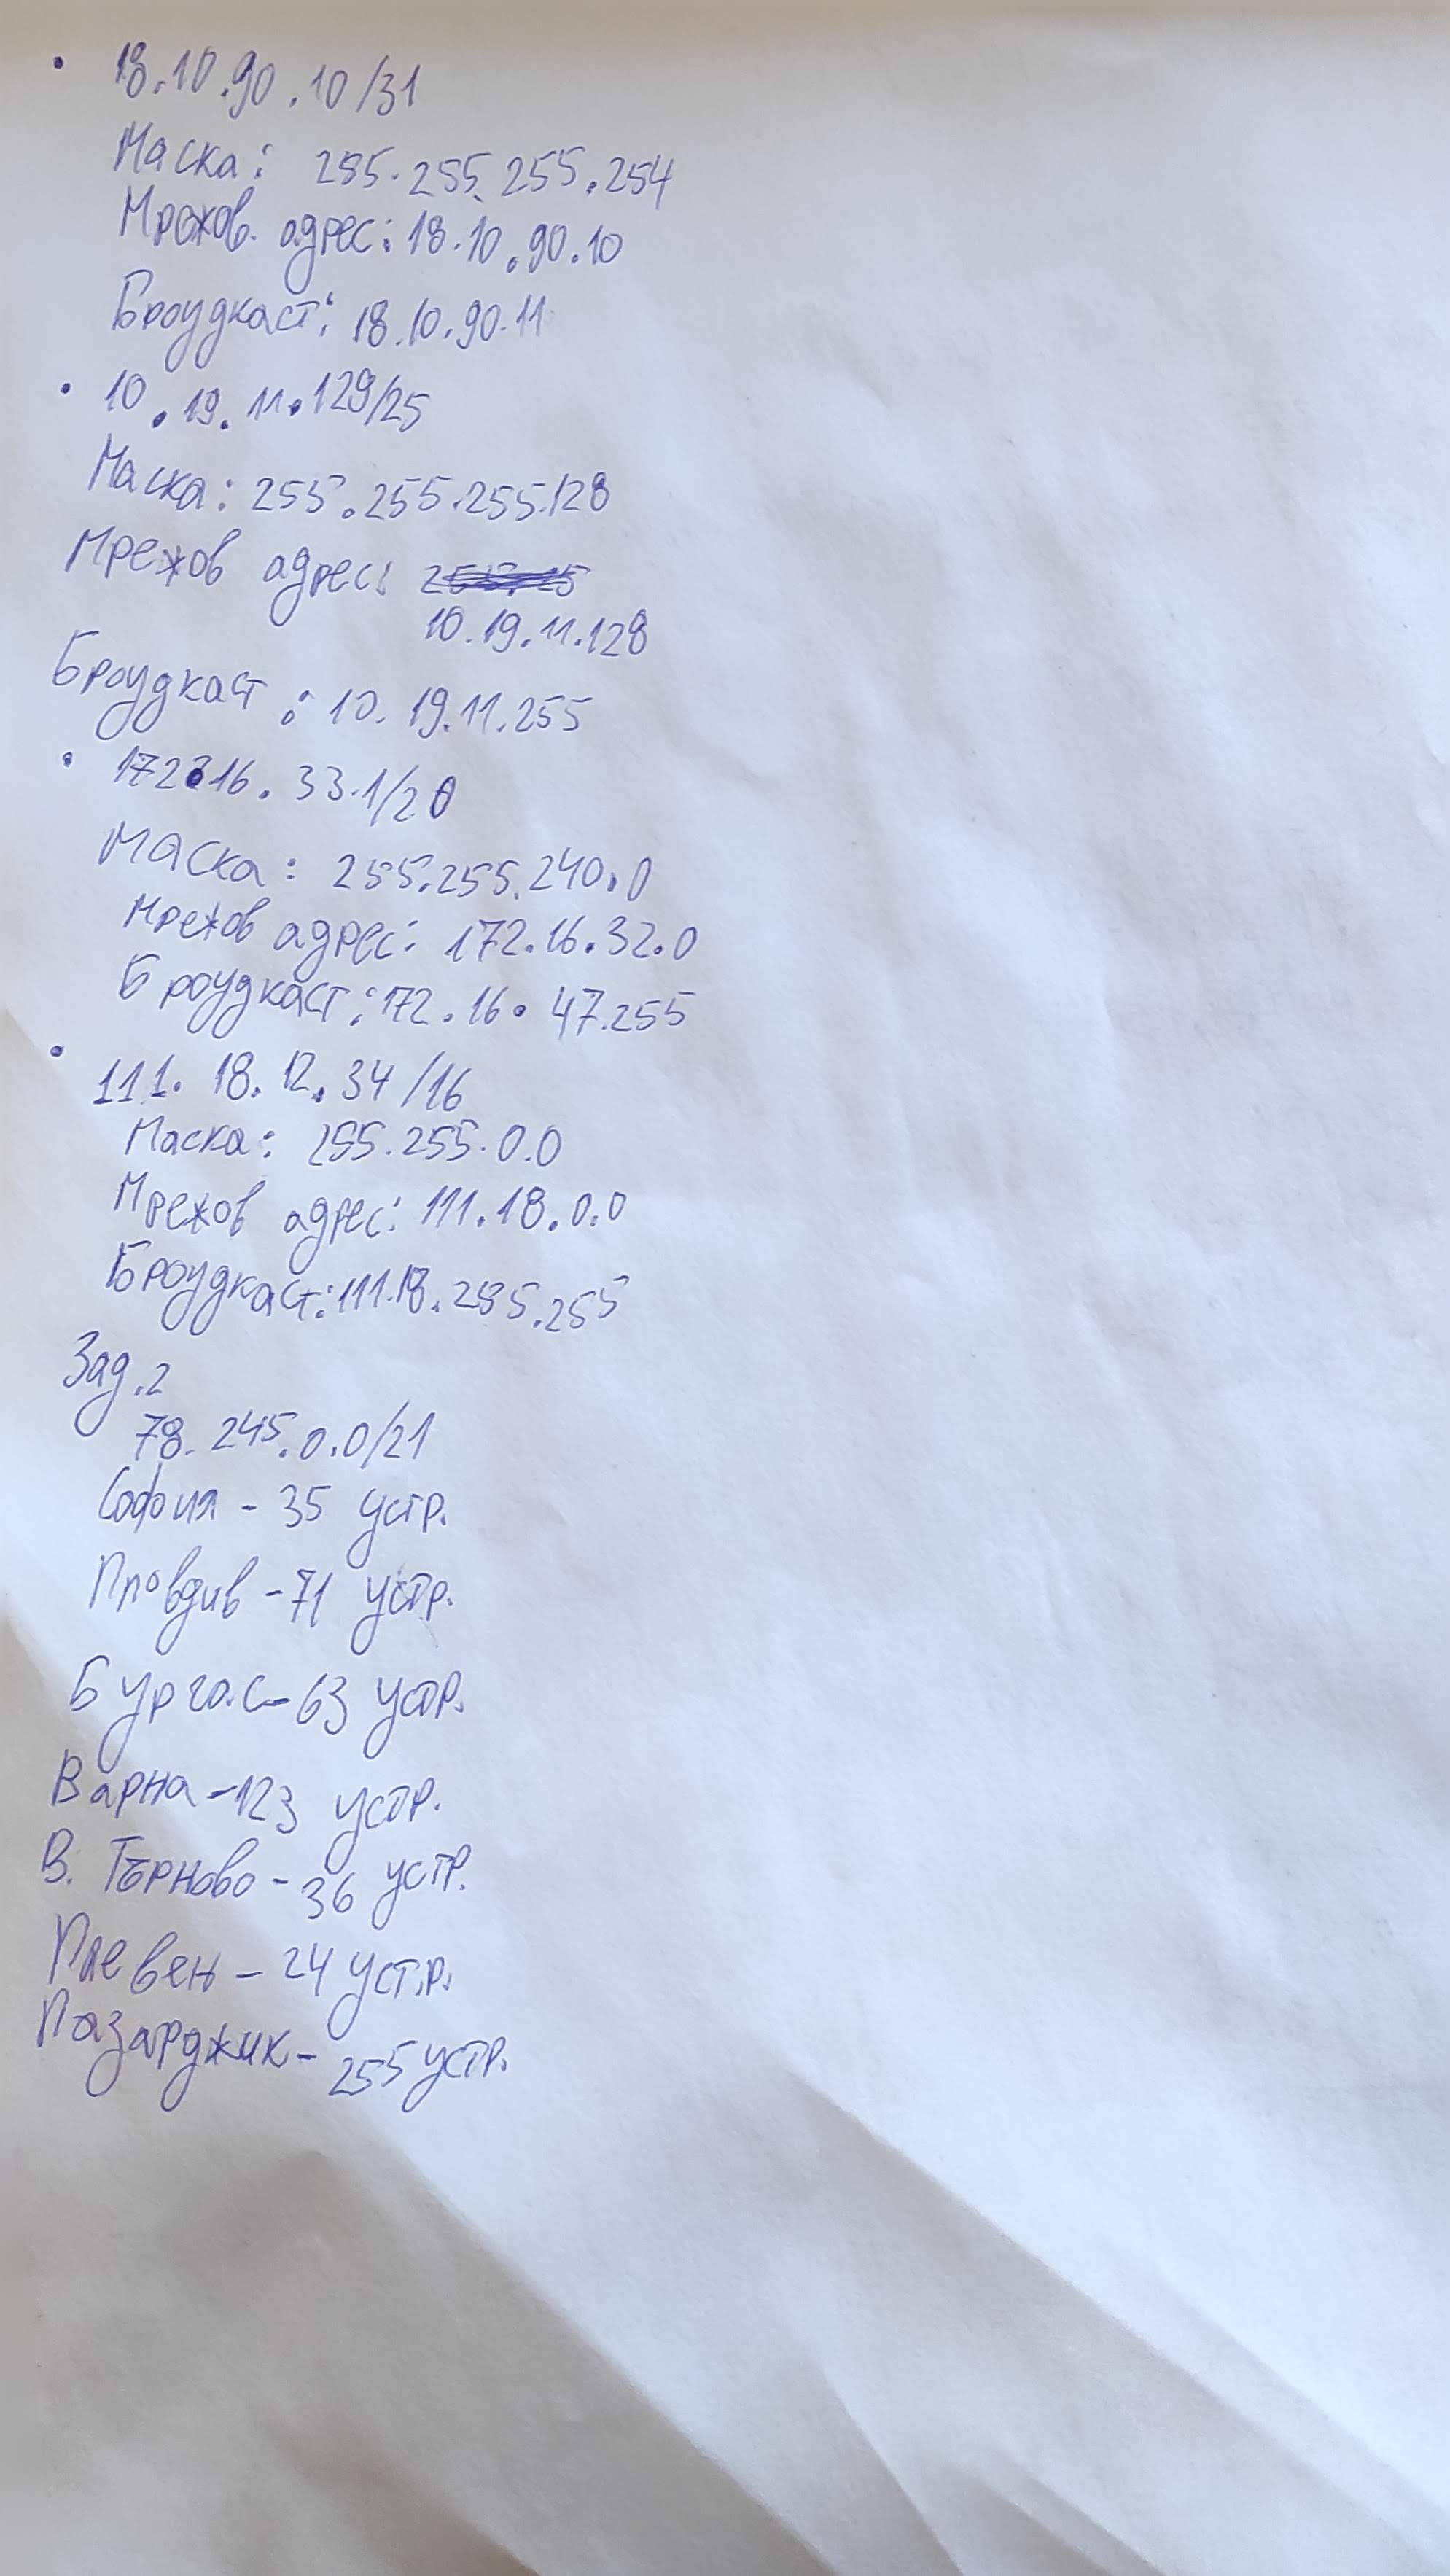 • 18.10.90.10/31
Маска: 255.255.255.254
Мрежов. адрес: 18.10.90.10
Броудкаст: 18.10.90.11
• 10.19.11.129/25
Маска: 255.255.255.128
Мрежов адрес:
10.19.11.128
Броудкаст: 10.19.11.255
• 172.16.33.1/20
Маска: 255.255.240.0
Мрежов адрес: 172.16.32.0
Броудкаст: 172.16.47.255
• 111.18.12.34/16
Маска: 255.255.0.0
Мрежов адрес: 111.18.0.0
Броудкаст: 111.18.255.255
Зад.2
78.245.0.0/21
София - 35 устр.
Пловдив - 71 устр.
Бургас - 63 устр.
Варна - 123 устр.
В. Търново - 36 устр.
Плевен - 24 устр.
Пазарджик - 255 устр.